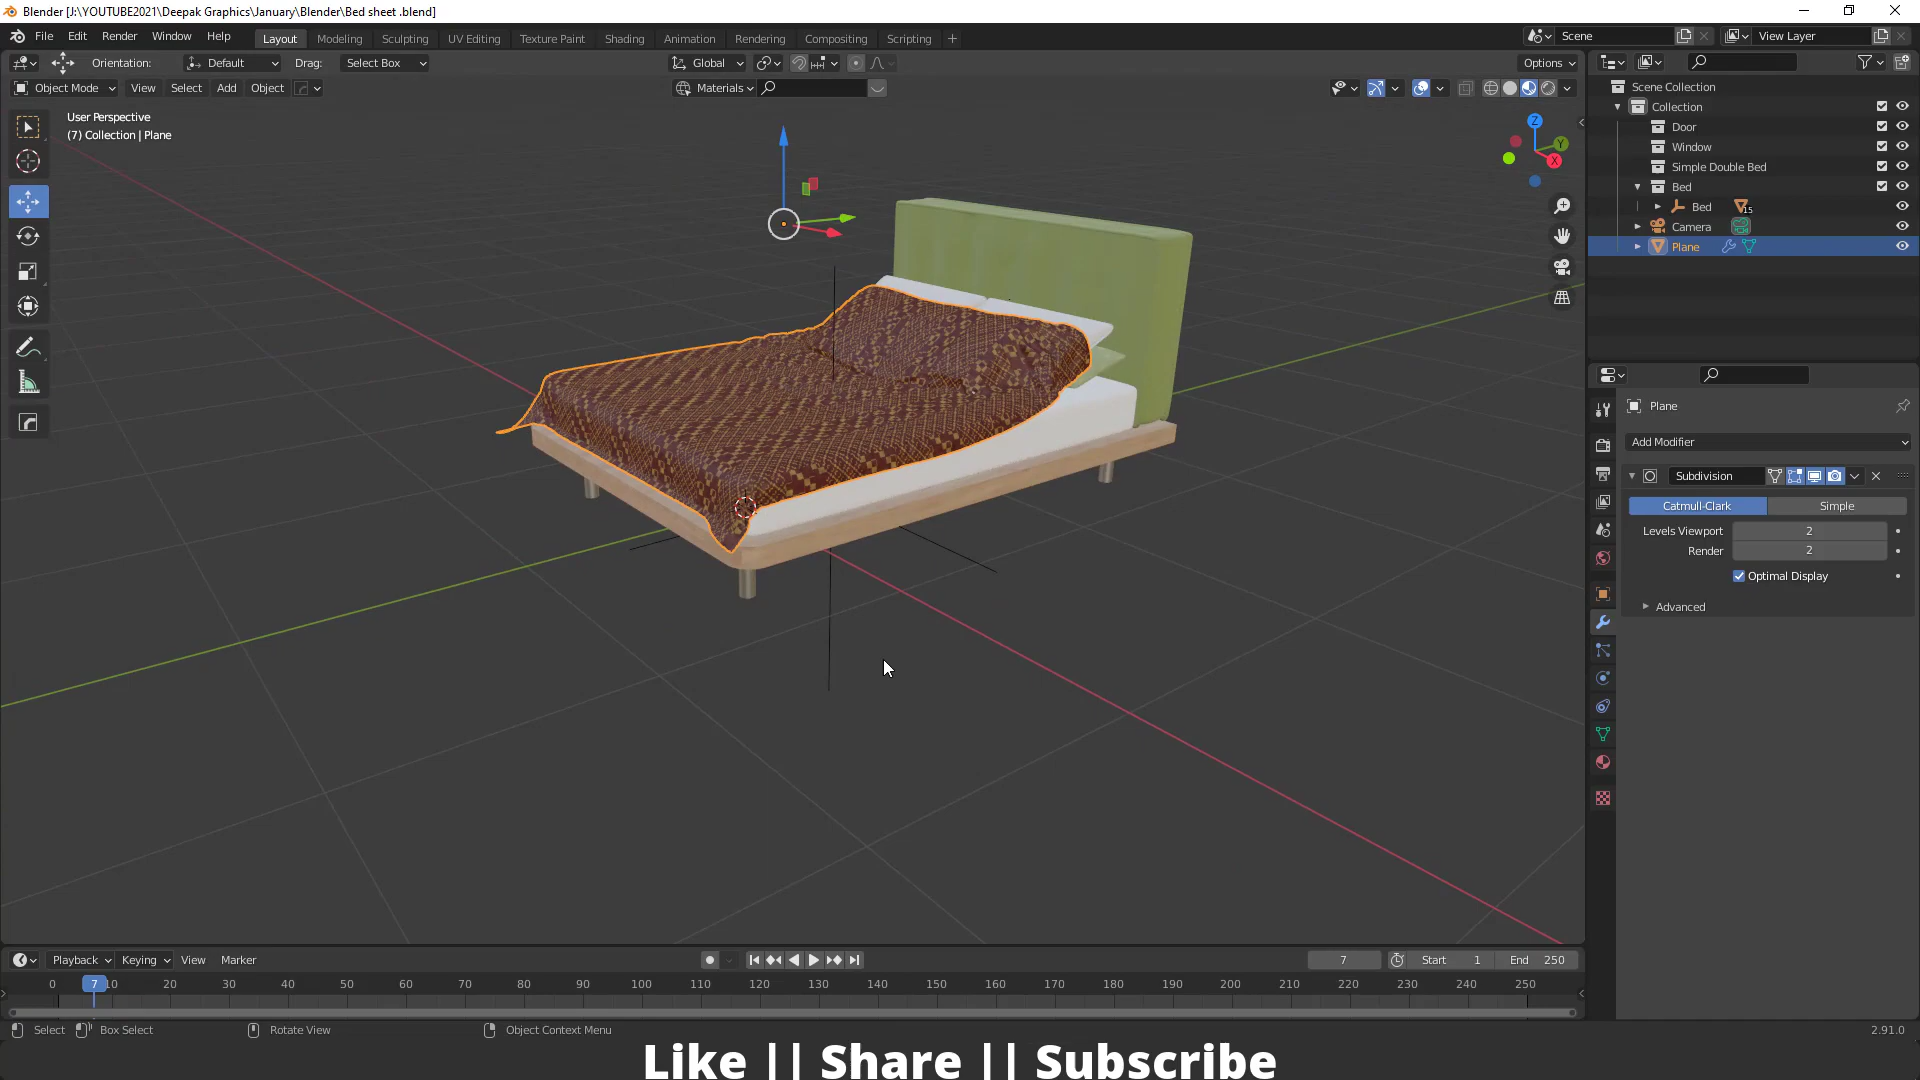 Blender [J:\YOUTUBE2021\Deepak Graphics\January\Blender\Bed sheet .blend]
File Edit Render Window Help Layout Modeling Sculpting UV Editing Texture Paint Shading Animation Rendering Compositing Scripting + Scene View Layer
Orientation: Default Drag: Select Box Global Options
Object Mode View Select Add Object Materials
User Perspective
(7) Collection | Plane
Z
Y
X
Scene Collection
Collection
Door
Window
Simple Double Bed
Bed
Bed 15
Camera
Plane
Plane
Add Modifier
Subdivision
Catmull-Clark Simple
Levels Viewport 2
Render 2
Optimal Display
Advanced
Playback Keying View Marker 7 Start 1 End 250
0 7 10 20 30 40 50 60 70 80 90 100 110 120 130 140 150 160 170 180 190 200 210 220 230 240 250
Select Box Select Rotate View Object Context Menu 2.91.0
Like || Share || Subscribe